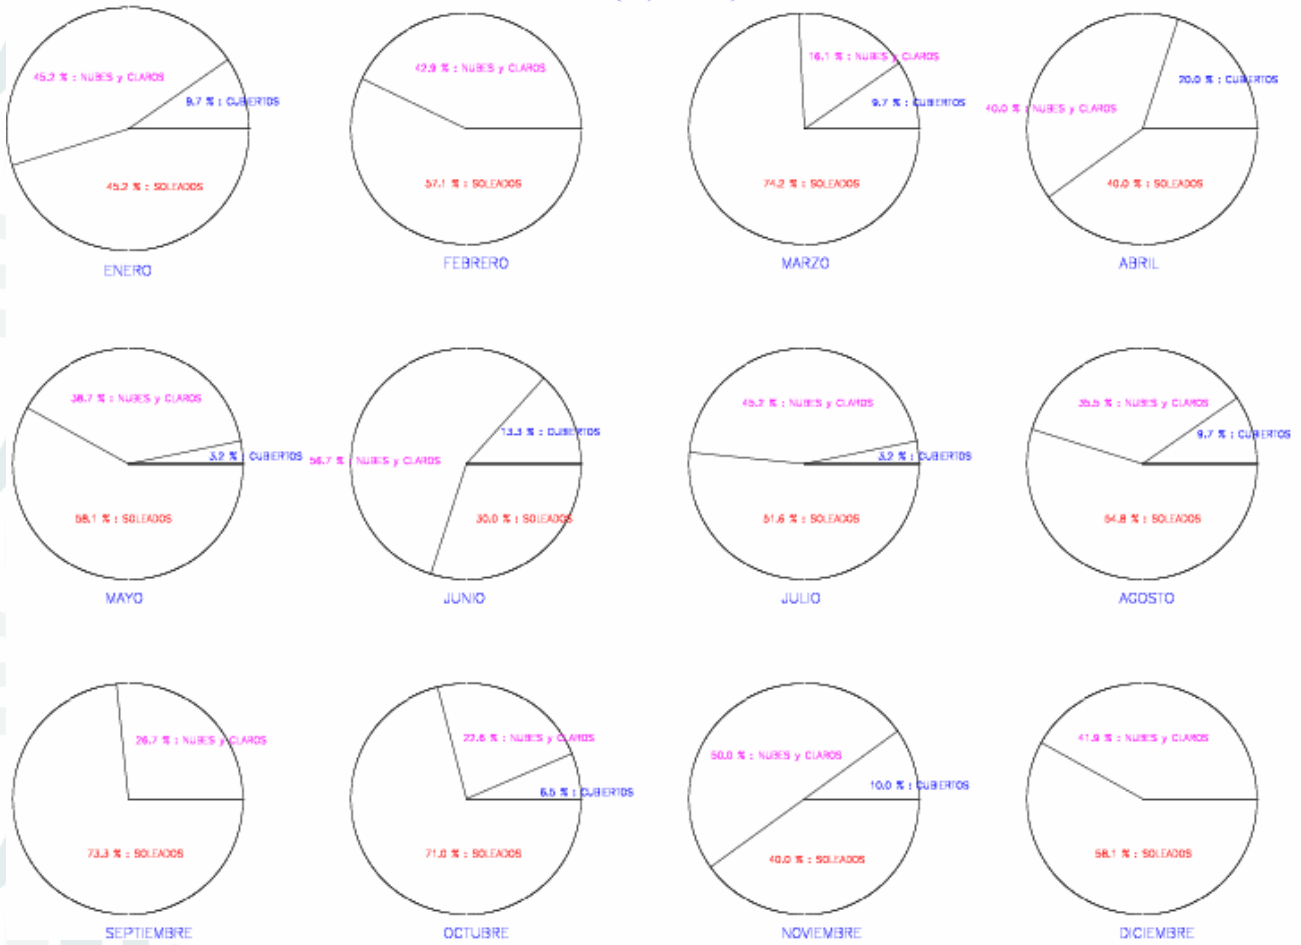 45.2 % : NUBES y CLAROS
9.7 % : CUBIERTOS
45.2 % : SOLEADOS
ENERO
42.9 % : NUBES y CLAROS
57.1 % : SOLEADOS
FEBRERO
16.1 % : NUBES y CLAROS
9.7 % : CUBIERTOS
74.2 % : SOLEADOS
MARZO
20.0 % : CUBIERTOS
40.0 % : NUBES y CLAROS
40.0 % : SOLEADOS
ABRIL
38.7 % : NUBES y CLAROS
3.2 % : CUBIERTOS
58.1 % : SOLEADOS
MAYO
13.3 % : CUBIERTOS
56.7 % : NUBES y CLAROS
30.0 % : SOLEADOS
JUNIO
45.2 % : NUBES y CLAROS
3.2 % : CUBIERTOS
51.6 % : SOLEADOS
JULIO
35.5 % : NUBES y CLAROS
9.7 % : CUBIERTOS
54.8 % : SOLEADOS
AGOSTO
26.7 % : NUBES y CLAROS
73.3 % : SOLEADOS
SEPTIEMBRE
22.6 % : NUBES y CLAROS
6.5 % : CUBIERTOS
71.0 % : SOLEADOS
OCTUBRE
50.0 % : NUBES y CLAROS
10.0 % : CUBIERTOS
40.0 % : SOLEADOS
NOVIEMBRE
41.9 % : NUBES y CLAROS
58.1 % : SOLEADOS
DICIEMBRE